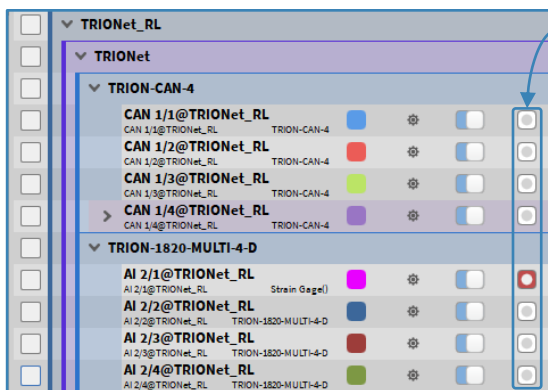 TRIONet_RL
TRIONet
TRION-CAN-4
CAN 1/1@TRIONet_RL
CAN 1/1@TRIONet_RL TRION-CAN-4
CAN 1/2@TRIONet_RL
CAN 1/2@TRIONet_RL TRION-CAN-4
CAN 1/3@TRIONet_RL
CAN 1/3@TRIONet_RL TRION-CAN-4
CAN 1/4@TRIONet_RL
CAN 1/4@TRIONet_RL TRION-CAN-4
TRION-1820-MULTI-4-D
AI 2/1@TRIONet_RL
AI 2/1@TRIONet_RL Strain Gage()
AI 2/2@TRIONet_RL
AI 2/2@TRIONet_RL TRION-1820-MULTI-4-D
AI 2/3@TRIONet_RL
AI 2/3@TRIONet_RL TRION-1820-MULTI-4-D
AI 2/4@TRIONet_RL
AI 2/4@TRIONet_RL TRION-1820-MULTI-4-D